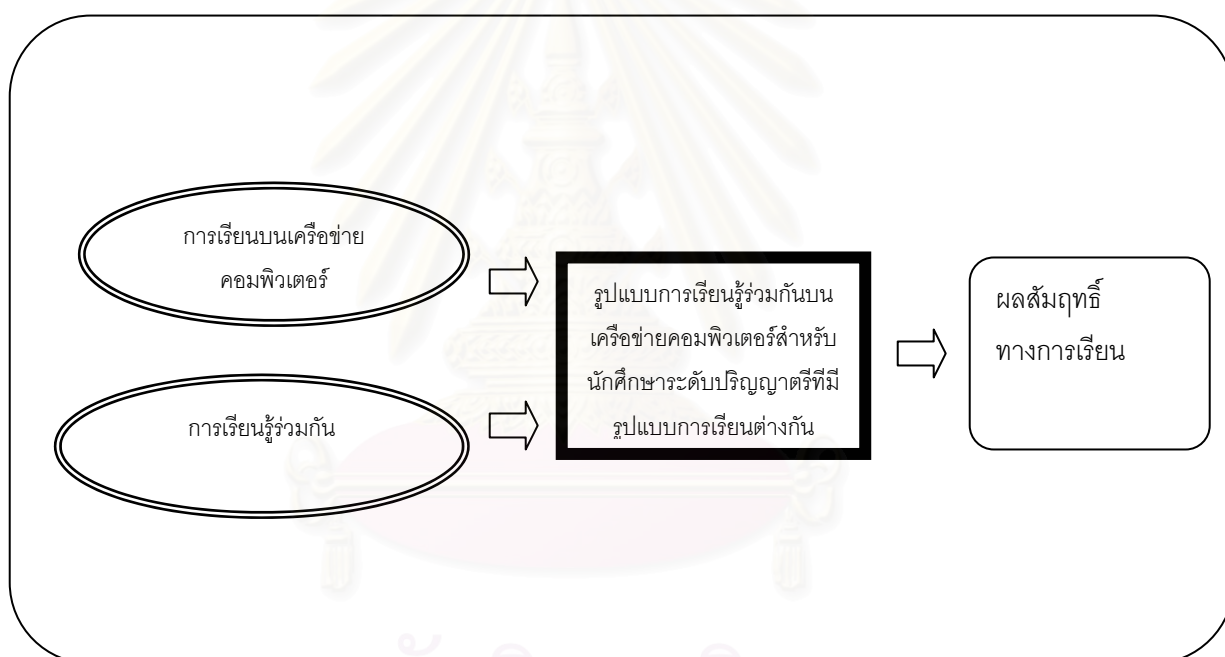 การเรียนบนเครือข่าย
คอมพิวเตอร์
การเรียนรู้ร่วมกัน
รูปแบบการเรียนรู้ร่วมกันบน
เครือข่ายคอมพิวเตอร์สำหรับ
นักศึกษาระดับปริญญาตรีที่มี
รูปแบบการเรียนต่างกัน
ผลสัมฤทธิ์
ทางการเรียน